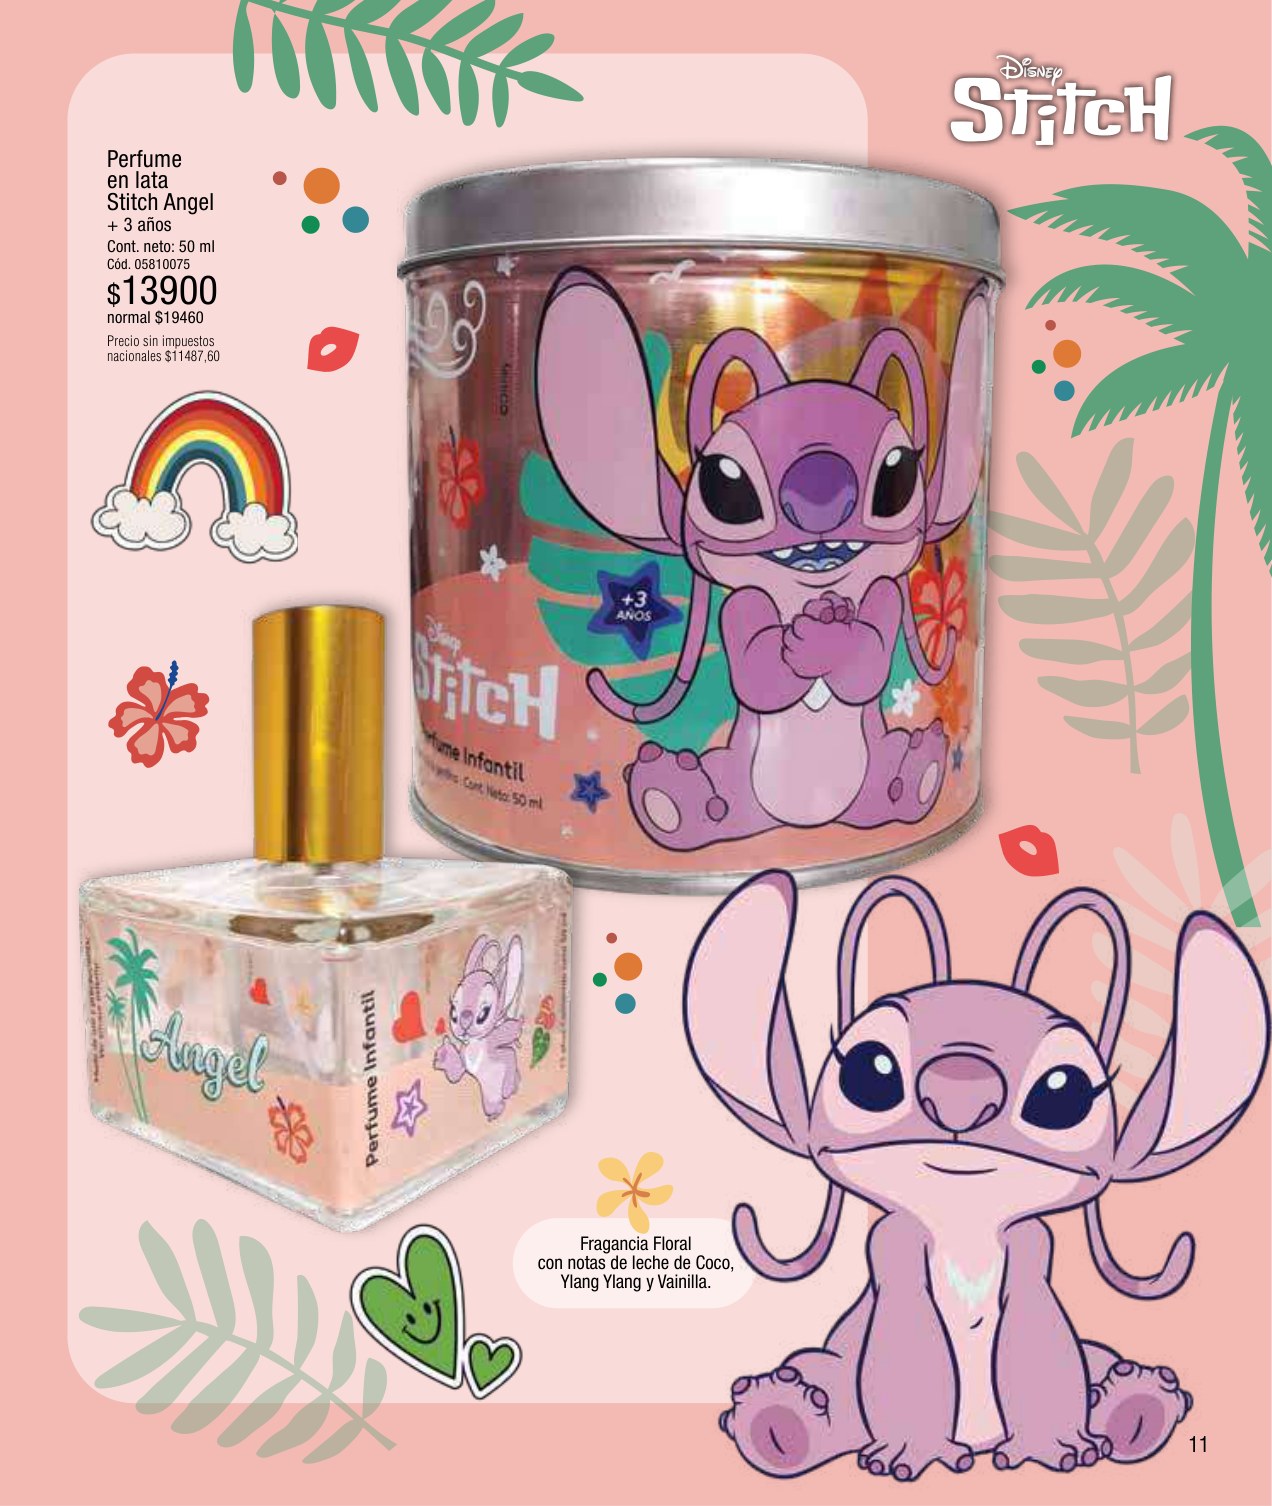 Disney
Stitch
Perfume
en lata
Stitch Angel
+ 3 años
Cont. neto: 50 ml
Cód. 05810075
$13900
normal $19460
Precio sin impuestos
nacionales $11487,60
©Disney
+3
AÑOS
Disney
Stitch
Perfume Infantil
Cont. Neto: 50 ml
Angel
Perfume Infantil
Fragancia Floral
con notas de leche de Coco,
Ylang Ylang y Vainilla.
11